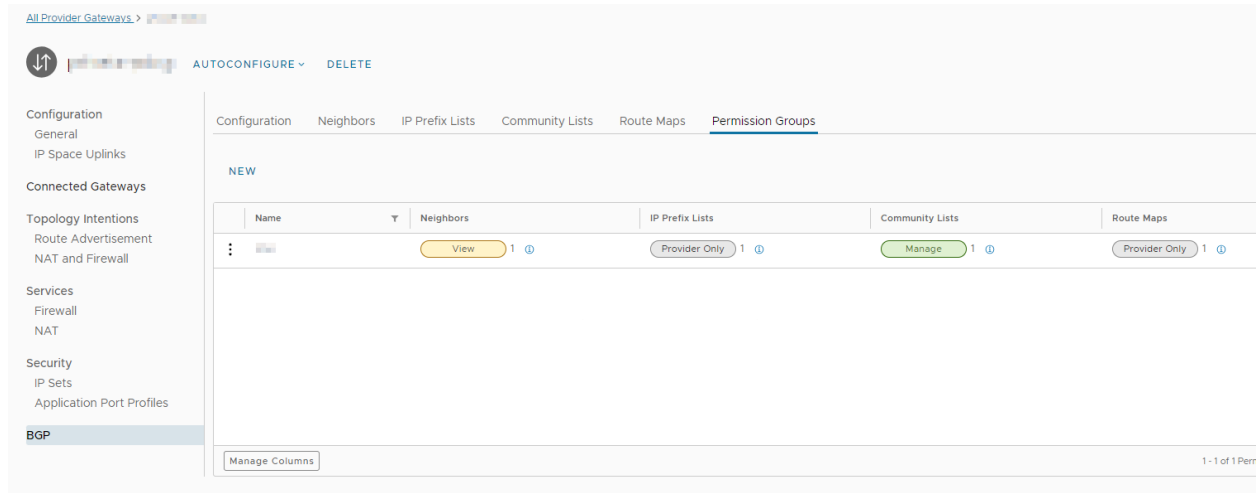 All Provider Gateways >
AUTOCONFIGURE DELETE
Configuration
General
IP Space Uplinks
Connected Gateways
Topology Intentions
Route Advertisement
NAT and Firewall
Services
Firewall
NAT
Security
IP Sets
Application Port Profiles
BGP
Configuration Neighbors IP Prefix Lists Community Lists Route Maps Permission Groups
NEW
Name Neighbors IP Prefix Lists Community Lists Route Maps
View 1 Provider Only 1 Manage 1 Provider Only 1
Manage Columns
1 - 1 of 1 Perm